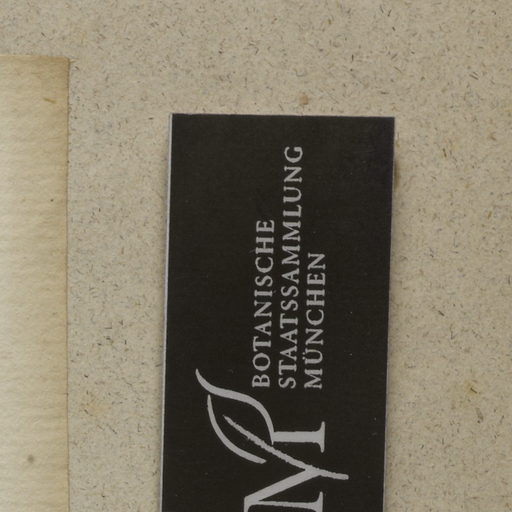 BOTANISCHE
STAATSSAMMLUNG
MÜNCHEN
M